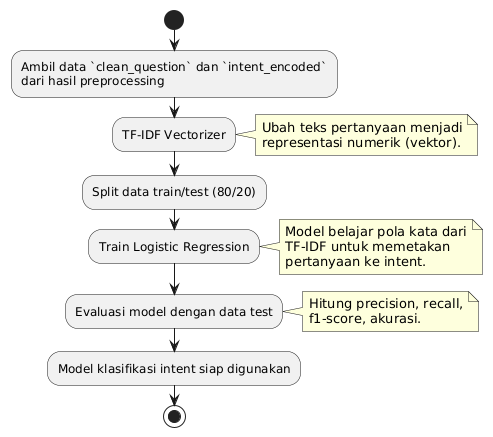 Ambil data `clean_question` dan `intent_encoded`
dari hasil preprocessing
TF-IDF Vectorizer
Ubah teks pertanyaan menjadi
representasi numerik (vektor).
Split data train/test (80/20)
Train Logistic Regression
Model belajar pola kata dari
TF-IDF untuk memetakan
pertanyaan ke intent.
Evaluasi model dengan data test
Hitung precision, recall,
f1-score, akurasi.
Model klasifikasi intent siap digunakan